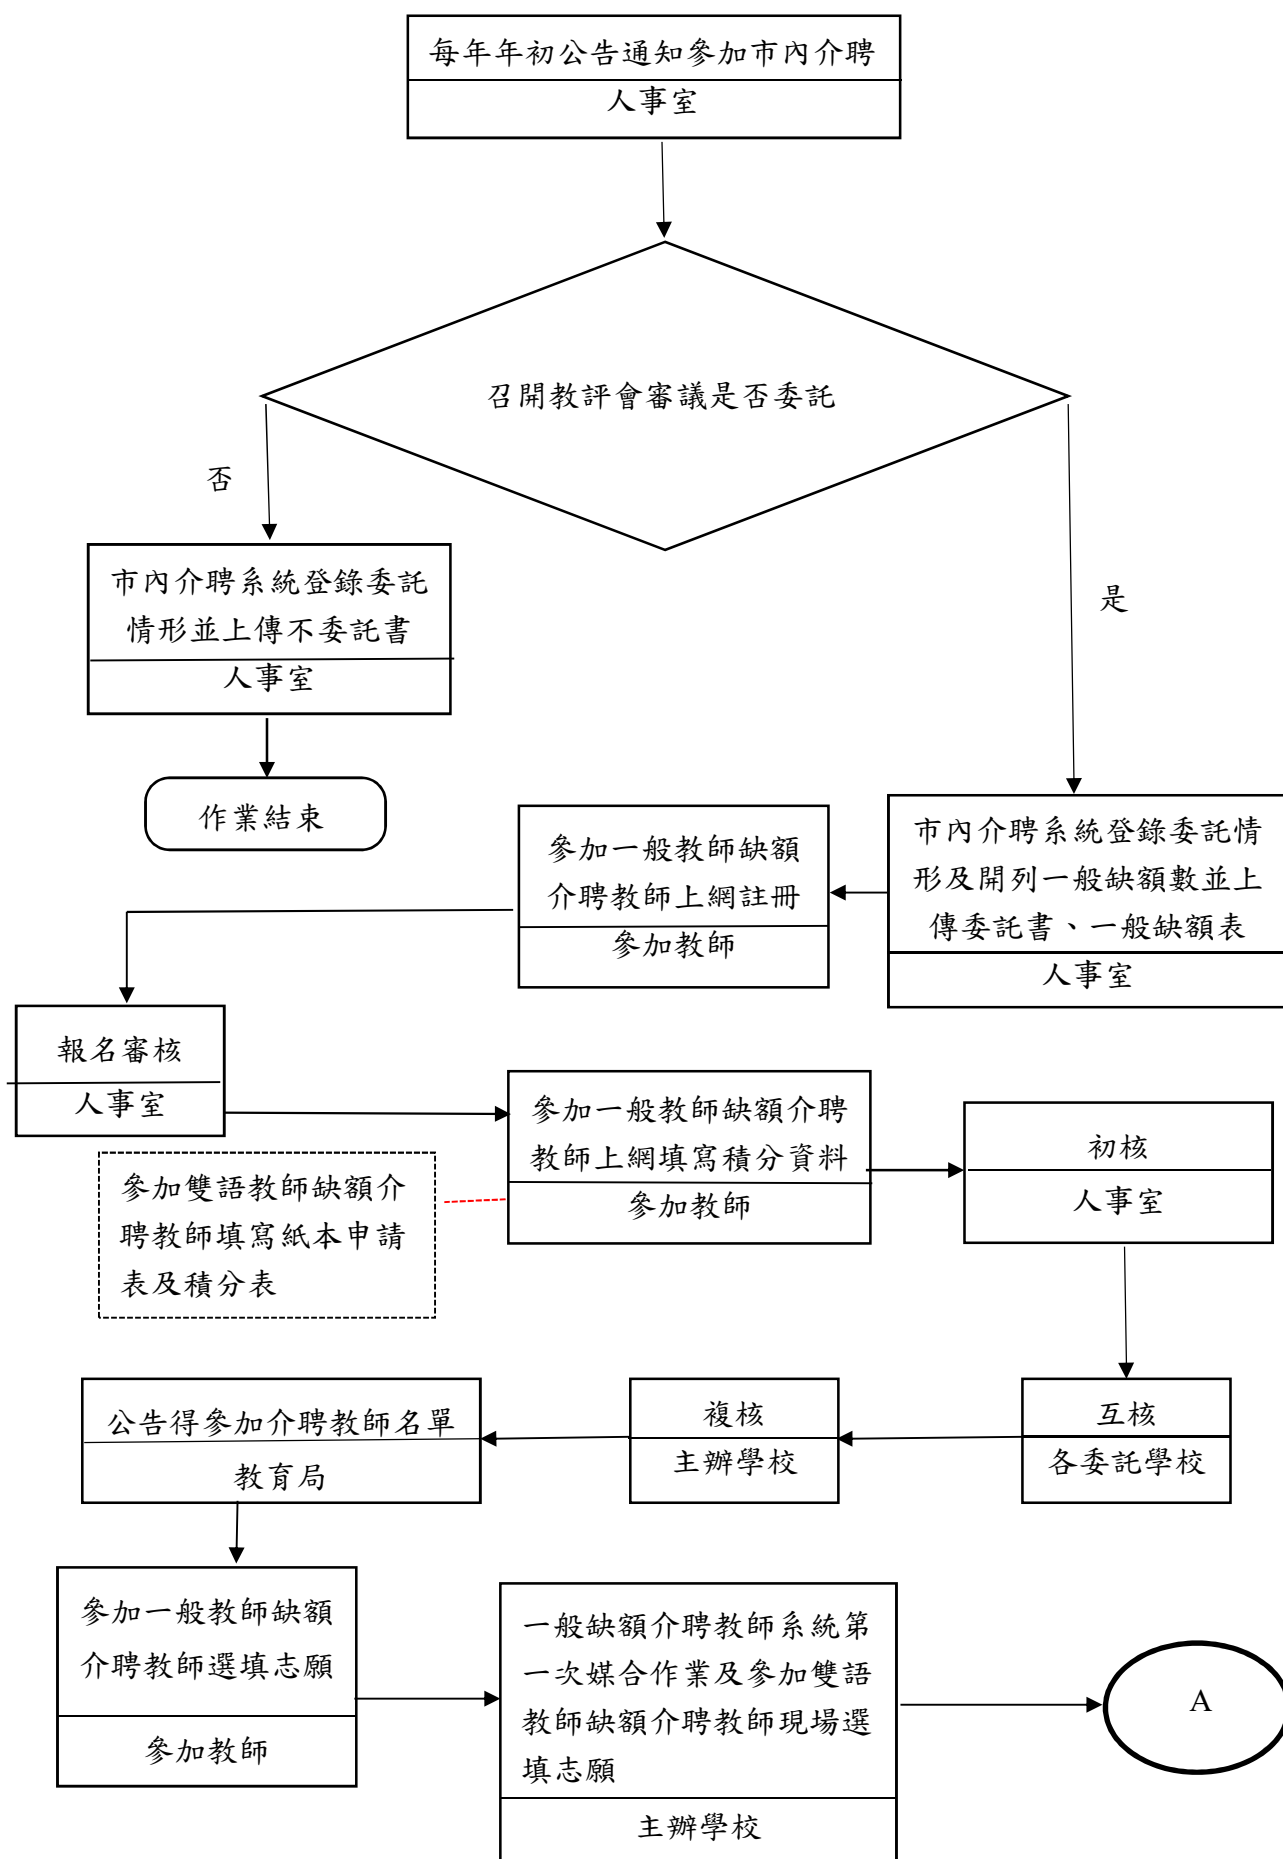 每年年初公告通知參加市內介聘
人事室
召開教評會審議是否委託
否
是
市內介聘系統登錄委託
情形並上傳不委託書
人事室
作業結束
市內介聘系統登錄委託情
形及開列一般缺額數並上
傳委託書、一般缺額表
人事室
參加一般教師缺額
介聘教師上網註冊
參加教師
報名審核
人事室
參加一般教師缺額介聘
教師上網填寫積分資料
參加教師
參加雙語教師缺額介
聘教師填寫紙本申請
表及積分表
初核
人事室
互核
各委託學校
複核
主辦學校
公告得參加介聘教師名單
教育局
參加一般教師缺額
介聘教師選填志願
參加教師
一般缺額介聘教師系統第
一次媒合作業及參加雙語
教師缺額介聘教師現場選
填志願
主辦學校
A